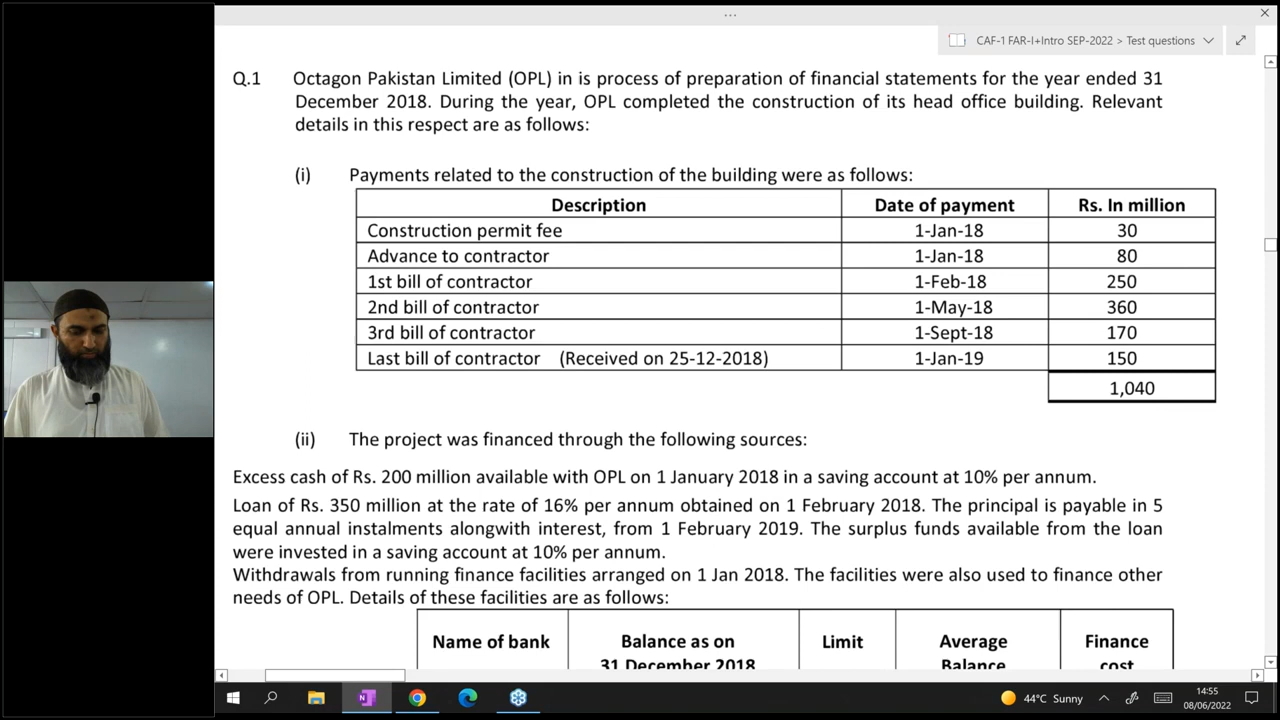 ...
CAF-1 FAR-I+Intro SEP-2022 > Test questions
Q.1 Octagon Pakistan Limited (OPL) in is process of preparation of financial statements for the year ended 31
December 2018. During the year, OPL completed the construction of its head office building. Relevant
details in this respect are as follows:
(i) Payments related to the construction of the building were as follows:
Description Date of payment Rs. In million
Construction permit fee 1-Jan-18 30
Advance to contractor 1-Jan-18 80
1st bill of contractor 1-Feb-18 250
2nd bill of contractor 1-May-18 360
3rd bill of contractor 1-Sept-18 170
Last bill of contractor (Received on 25-12-2018) 1-Jan-19 150
1,040
(ii) The project was financed through the following sources:
Excess cash of Rs. 200 million available with OPL on 1 January 2018 in a saving account at 10% per annum.
Loan of Rs. 350 million at the rate of 16% per annum obtained on 1 February 2018. The principal is payable in 5
equal annual instalments alongwith interest, from 1 February 2019. The surplus funds available from the loan
were invested in a saving account at 10% per annum.
Withdrawals from running finance facilities arranged on 1 Jan 2018. The facilities were also used to finance other
needs of OPL. Details of these facilities are as follows:
Name of bank Balance as on Limit Average Finance
31 December 2018 Balance cost
44°C Sunny
14:55
08/06/2022